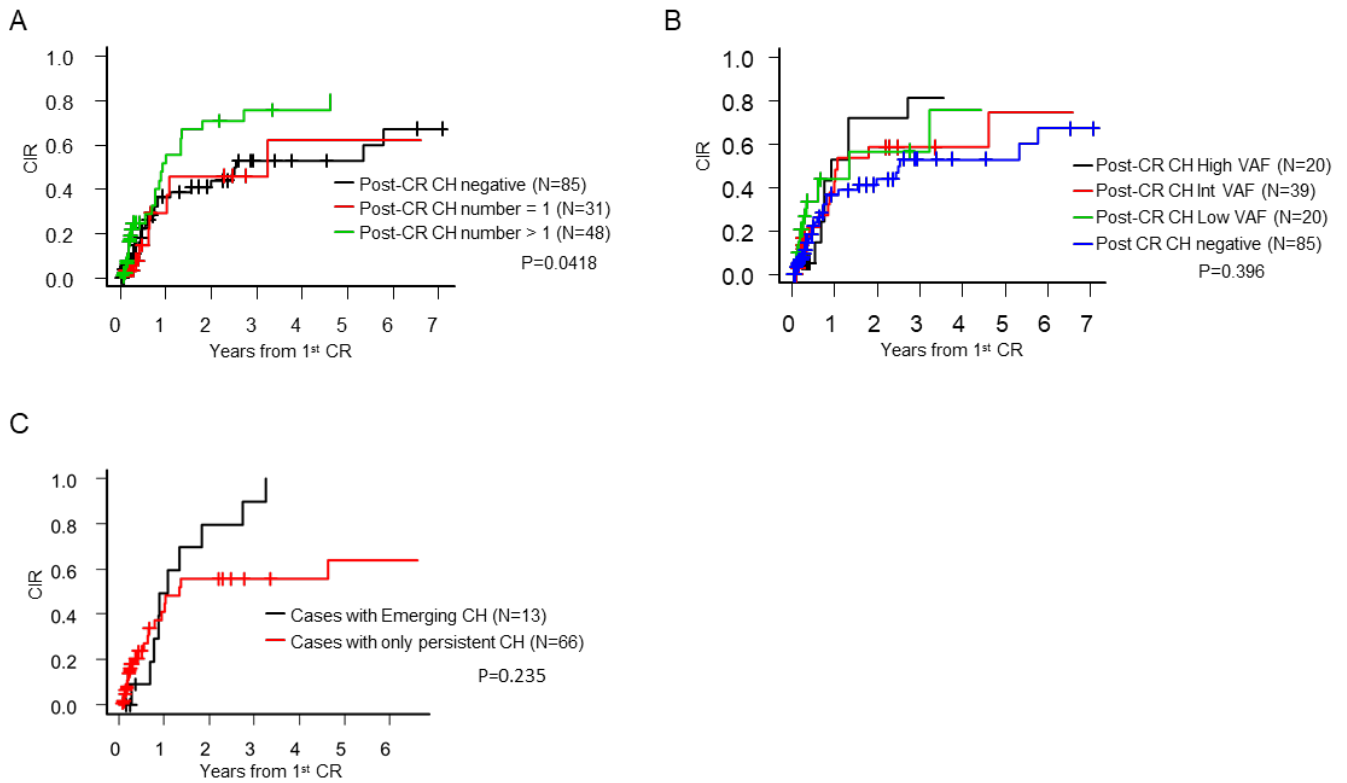 A
1.0
0.8
0.6
0.4
0.2
0.0
CIR
Post-CR CH negative (N=85)
Post-CR CH number = 1 (N=31)
Post-CR CH number > 1 (N=48)
P=0.0418
0 1 2 3 4 5 6 7
Years from 1st CR
B
1.0
0.8
0.6
0.4
0.2
0.0
CIR
Post-CR CH High VAF (N=20)
Post-CR CH Int VAF (N=39)
Post-CR CH Low VAF (N=20)
Post CR CH negative (N=85)
P=0.396
0 1 2 3 4 5 6 7
Years from 1st CR
C
1.0
0.8
0.6
0.4
0.2
0.0
CIR
Cases with Emerging CH (N=13)
Cases with only persistent CH (N=66)
P=0.235
0 1 2 3 4 5 6
Years from 1st CR